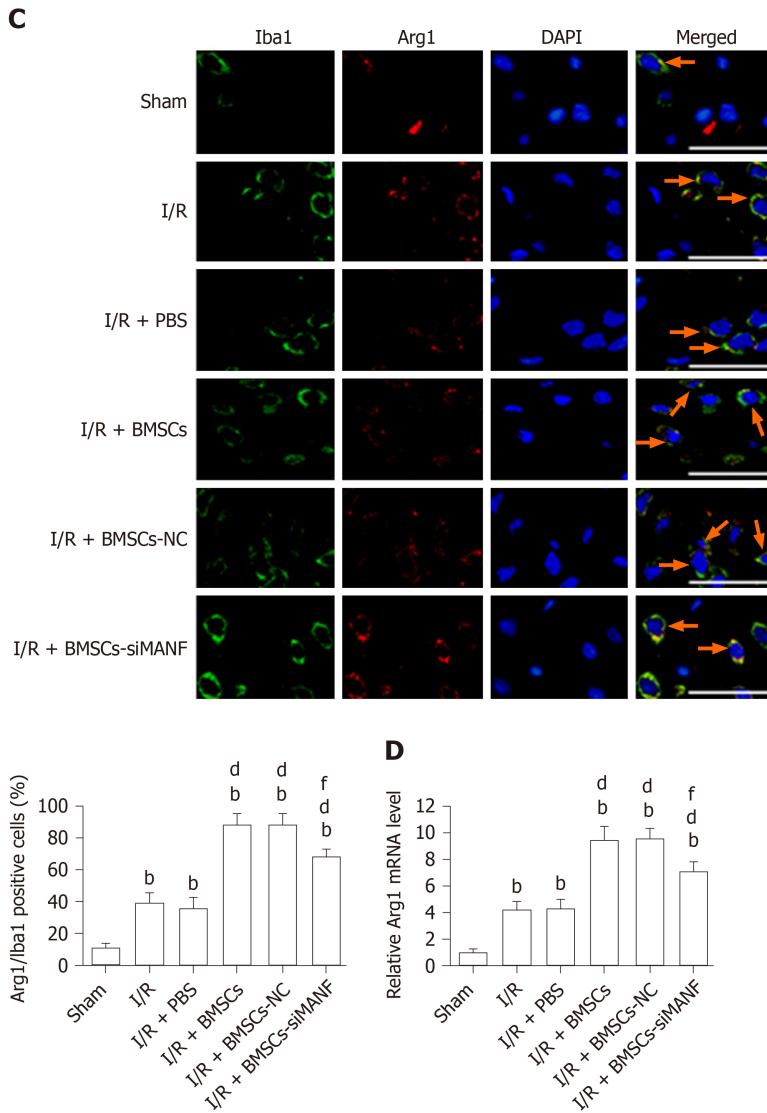 C
Iba1 Arg1 DAPI Merged
Sham
I/R
I/R + PBS
I/R + BMSCs
I/R + BMSCs-NC
I/R + BMSCs-siMANF
Arg1/Iba1 positive cells (%)
100
80
60
40
20
0
b
b
d
b
d
b
f
d
b
Sham
I/R
I/R + PBS
I/R + BMSCs
I/R + BMSCs-NC
I/R + BMSCs-siMANF
D
Relative Arg1 mRNA level
12
10
8
6
4
2
0
b
b
d
b
d
b
f
d
b
Sham
I/R
I/R + PBS
I/R + BMSCs
I/R + BMSCs-NC
I/R + BMSCs-siMANF